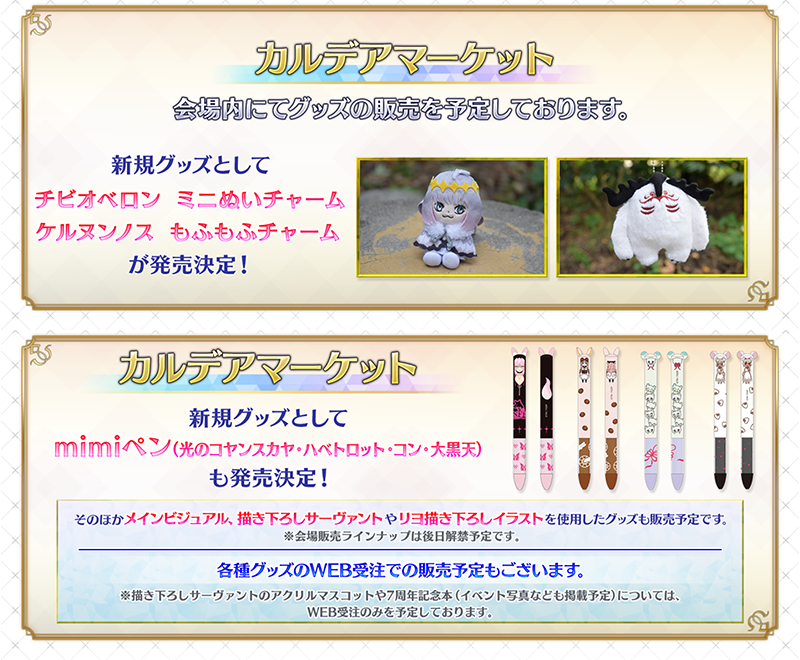 カルデアマーケット
会場内にてグッズの販売を予定しております。
新規グッズとして
チビオベロン ミニぬいチャーム
ケルヌンノス もふもふチャーム
が発売決定！
カルデアマーケット
新規グッズとして
mimiペン(光のコヤンスカヤ・ハベトロット・コン・大黒天)
も発売決定！
そのほかメインビジュアル、描き下ろしサーヴァントやリヨ描き下ろしイラストを使用したグッズも販売予定です。
※会場販売ラインナップは後日解禁予定です。
各種グッズのWEB受注での販売予定もございます。
※描き下ろしサーヴァントのアクリルマスコットや7周年記念本（イベント写真なども掲載予定）については、
WEB受注のみを予定しております。